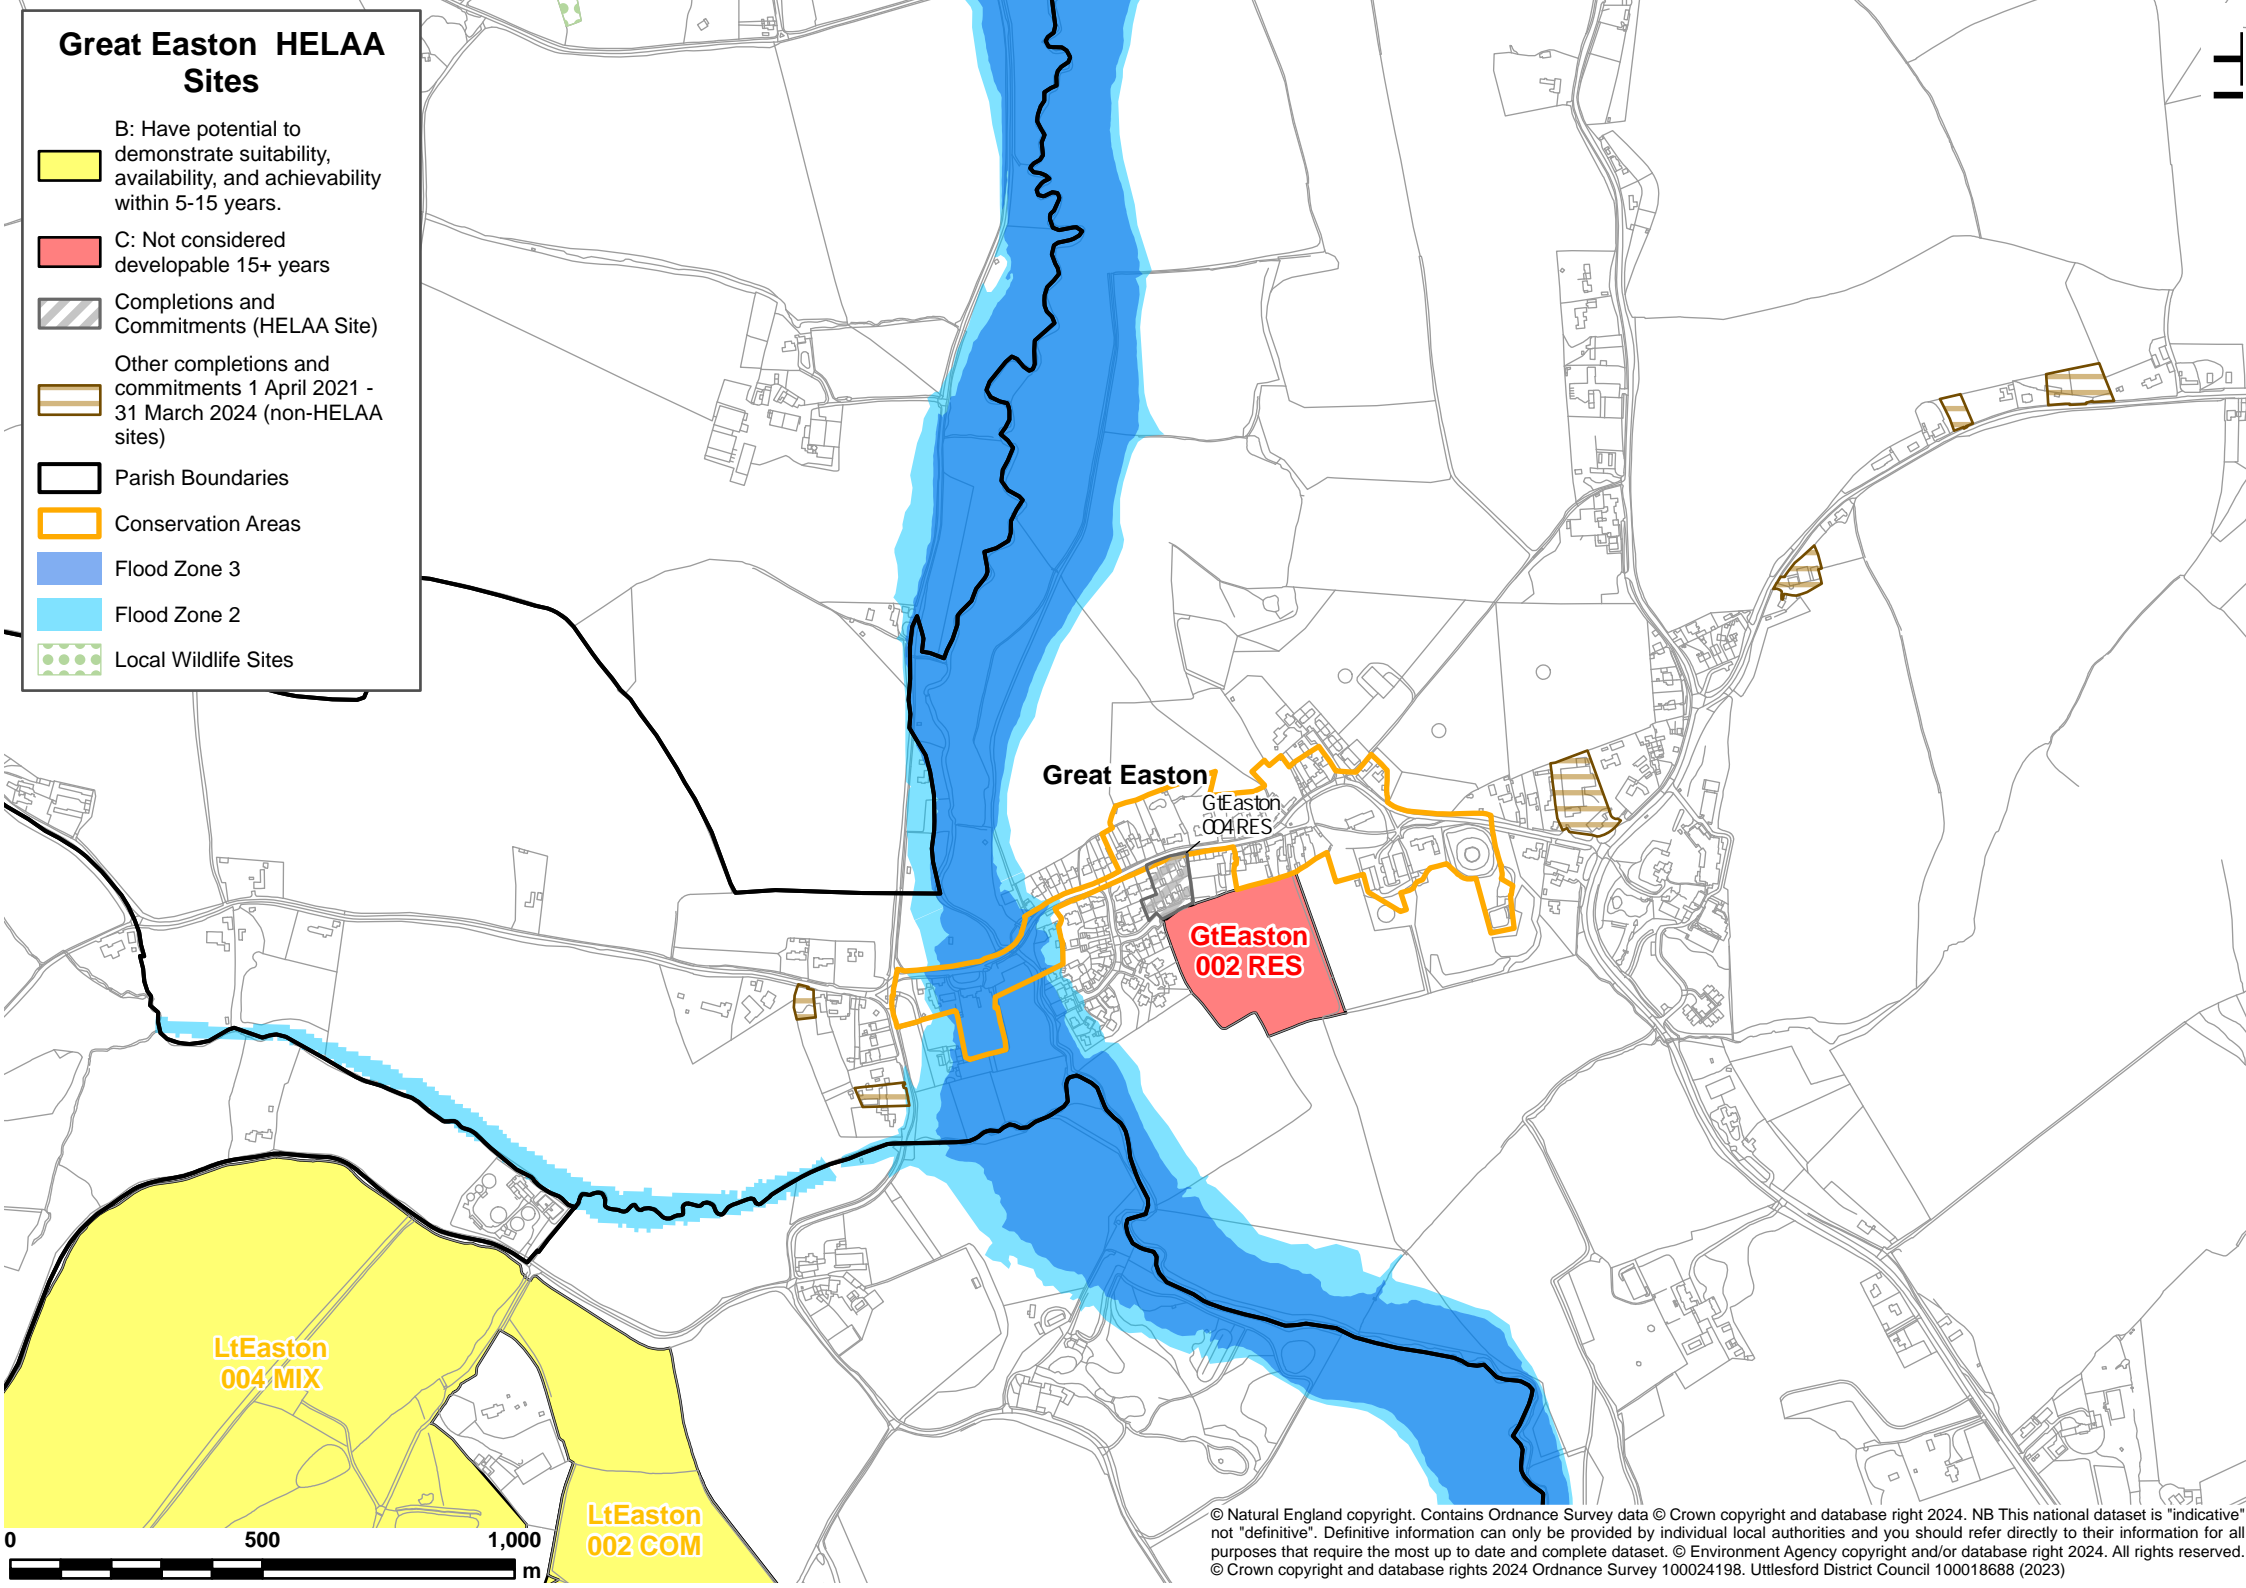 Great Easton HELAA
Sites
B: Have potential to
demonstrate suitability,
availability, and achievability
within 5-15 years.
C: Not considered
developable 15+ years
Completions and
Commitments (HELAA Site)
Other completions and
commitments 1 April 2021 -
31 March 2024 (non-HELAA
sites)
Parish Boundaries
Conservation Areas
Flood Zone 3
Flood Zone 2
Local Wildlife Sites
Great Easton
GtEaston
004 RES
GtEaston
002 RES
LtEaston
004 MIX
LtEaston
002 COM
0 500 1,000
m
© Natural England copyright. Contains Ordnance Survey data © Crown copyright and database right 2024. NB This national dataset is "indicative"
not "definitive". Definitive information can only be provided by individual local authorities and you should refer directly to their information for all
purposes that require the most up to date and complete dataset. © Environment Agency copyright and/or database right 2024. All rights reserved.
© Crown copyright and database rights 2024 Ordnance Survey 100024198. Uttlesford District Council 100018688 (2023)